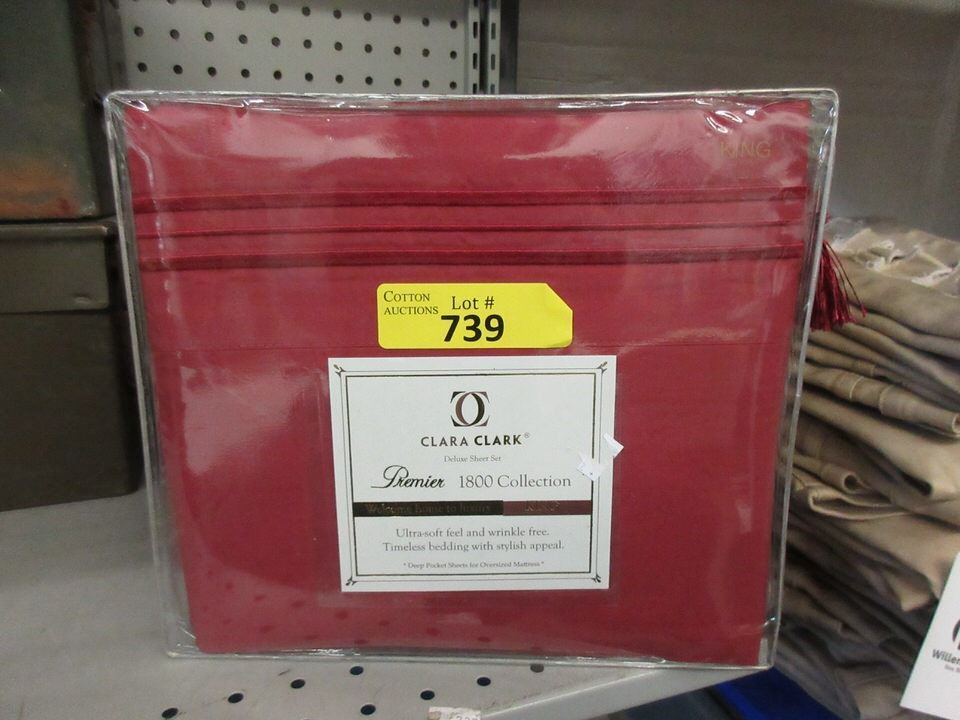 KING
COTTON
AUCTIONS
Lot #
739
CLARA CLARK®
Deluxe Sheet Set
Premier 1800 Collection
Welcome home to luxury
Ultra-soft feel and wrinkle free.
Timeless bedding with stylish appeal.
* Deep Pocket Sheets for Oversized Mattress *